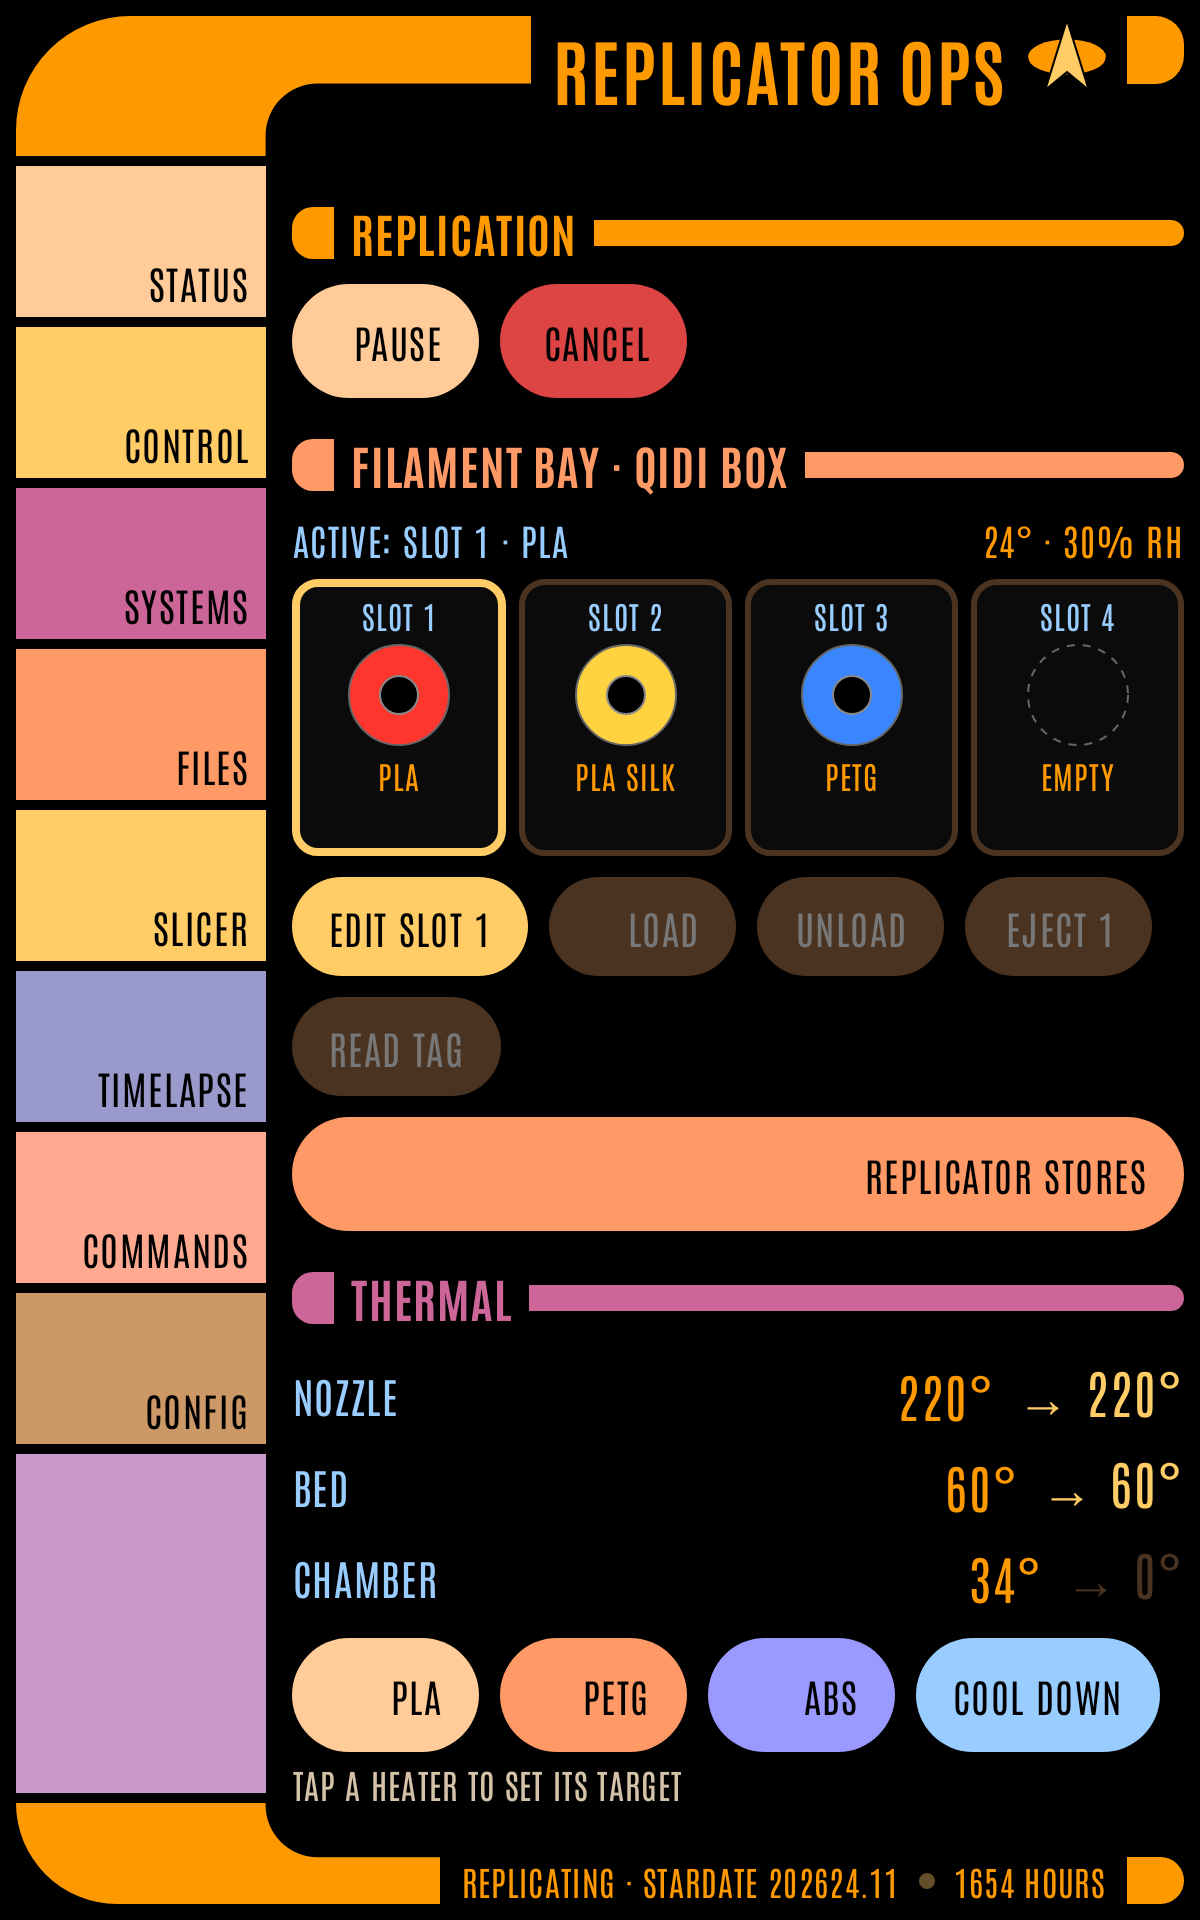 REPLICATOR OPS
STATUS
CONTROL
SYSTEMS
FILES
SLICER
TIMELAPSE
COMMANDS
CONFIG
REPLICATION
PAUSE CANCEL
FILAMENT BAY · QIDI BOX
ACTIVE: SLOT 1 · PLA 24° · 30% RH
SLOT 1 SLOT 2 SLOT 3 SLOT 4
PLA PLA SILK PETG EMPTY
EDIT SLOT 1 LOAD UNLOAD EJECT 1
READ TAG
REPLICATOR STORES
THERMAL
NOZZLE 220° → 220°
BED 60° → 60°
CHAMBER 34° → 0°
PLA PETG ABS COOL DOWN
TAP A HEATER TO SET ITS TARGET
REPLICATING · STARDATE 202624.11 1654 HOURS